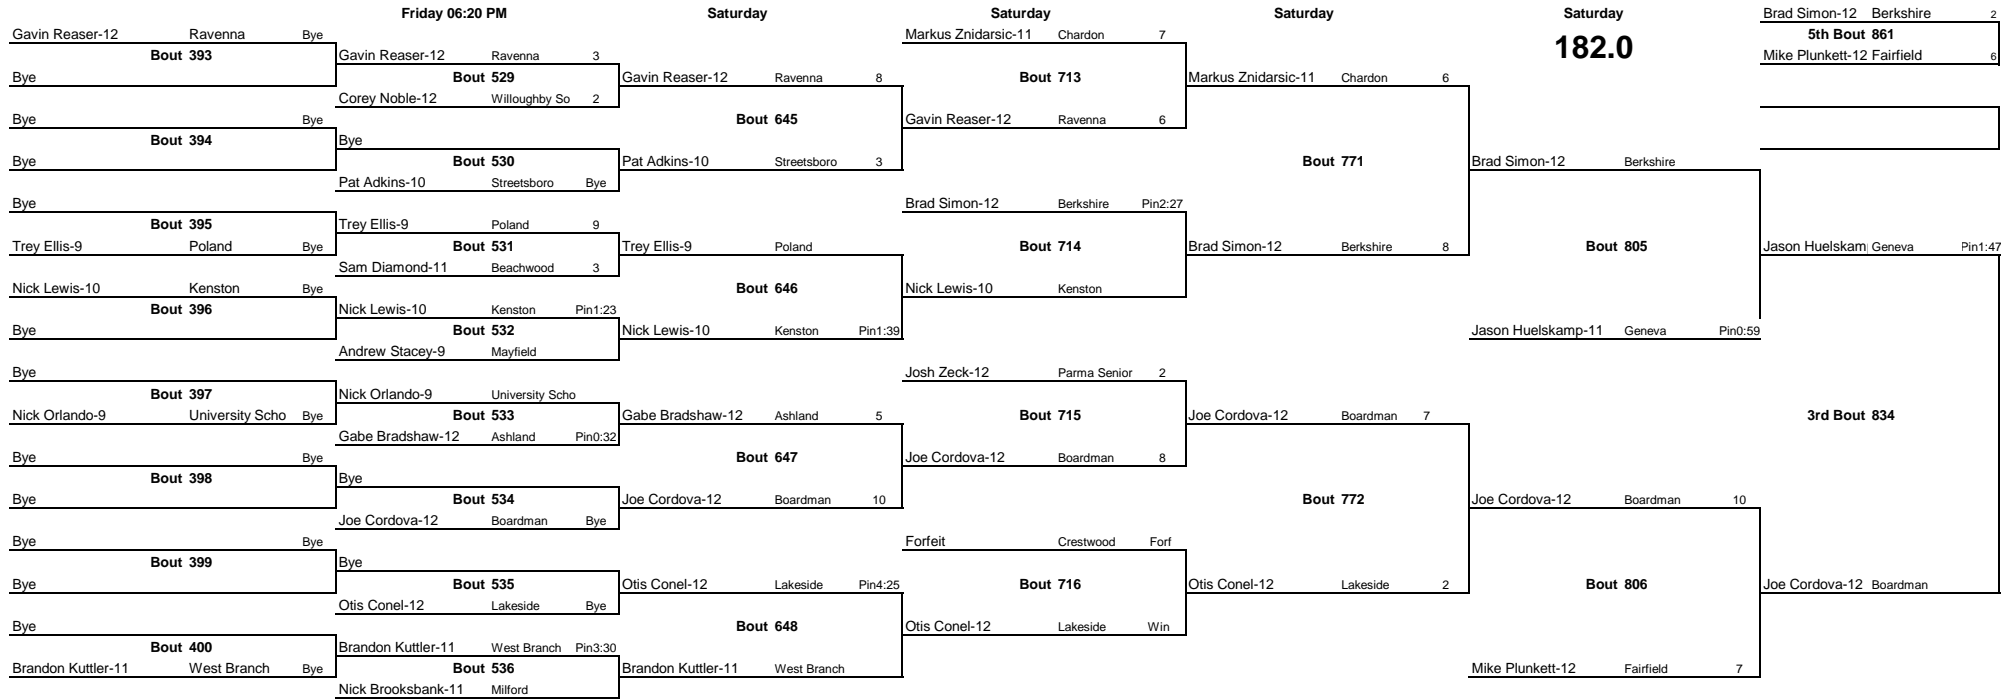 Friday 06:20 PM Saturday Saturday Saturday Saturday Brad Simon-12 Berkshire 2
Gavin Reaser-12 Ravenna Bye Markus Znidarsic-11 Chardon 7 5th Bout 861
182.0
Bout 393 Gavin Reaser-12 Ravenna 3 Mike Plunkett-12 Fairfield 6
Bye Bout 529 Gavin Reaser-12 Ravenna 8 Bout 713 Markus Znidarsic-11 Chardon 6
Corey Noble-12 Willoughby So 2
Bye Bye Bout 645 Gavin Reaser-12 Ravenna 6
Bout 394 Bye
Bye Bout 530 Pat Adkins-10 Streetsboro 3 Bout 771 Brad Simon-12 Berkshire
Pat Adkins-10 Streetsboro Bye
Bye Brad Simon-12 Berkshire Pin2:27
Bout 395 Trey Ellis-9 Poland 9
Trey Ellis-9 Poland Bye Bout 531 Trey Ellis-9 Poland Bout 714 Brad Simon-12 Berkshire 8 Bout 805 Jason Huelskam Geneva Pin1:47
Sam Diamond-11 Beachwood 3
Nick Lewis-10 Kenston Bye Bout 646 Nick Lewis-10 Kenston
Bout 396 Nick Lewis-10 Kenston Pin1:23
Bye Bout 532 Nick Lewis-10 Kenston Pin1:39 Jason Huelskamp-11 Geneva Pin0:59
Andrew Stacey-9 Mayfield
Bye Josh Zeck-12 Parma Senior 2
Bout 397 Nick Orlando-9 University Scho
Nick Orlando-9 University Scho Bye Bout 533 Gabe Bradshaw-12 Ashland 5 Bout 715 Joe Cordova-12 Boardman 7 3rd Bout 834
Gabe Bradshaw-12 Ashland Pin0:32
Bye Bye Bout 647 Joe Cordova-12 Boardman 8
Bout 398 Bye
Bye Bout 534 Joe Cordova-12 Boardman 10 Bout 772 Joe Cordova-12 Boardman 10
Joe Cordova-12 Boardman Bye
Bye Bye Forfeit Crestwood Forf
Bout 399 Bye
Bye Bout 535 Otis Conel-12 Lakeside Pin4:25 Bout 716 Otis Conel-12 Lakeside 2 Bout 806 Joe Cordova-12 Boardman
Otis Conel-12 Lakeside Bye
Bye Bout 648 Otis Conel-12 Lakeside Win
Bout 400 Brandon Kuttler-11 West Branch Pin3:30
Brandon Kuttler-11 West Branch Bye Bout 536 Brandon Kuttler-11 West Branch Mike Plunkett-12 Fairfield 7
Nick Brooksbank-11 Milford